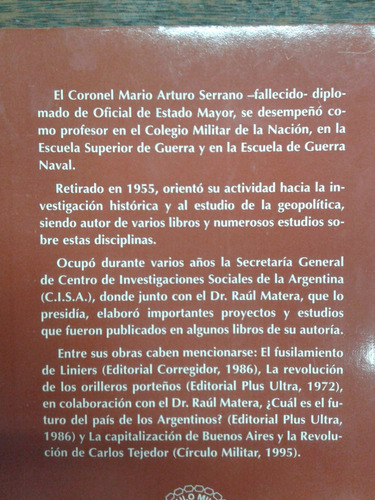 El Coronel Mario Arturo Serrano –fallecido- diplo-
mado de Oficial de Estado Mayor, se desempeñó co-
mo profesor en el Colegio Militar de la Nación, en la
Escuela Superior de Guerra y en la Escuela de Guerra
Naval.
Retirado en 1955, orientó su actividad hacia la in-
vestigación histórica y al estudio de la geopolítica,
siendo autor de varios libros y numerosos estudios so-
bre estas disciplinas.
Ocupó durante varios años la Secretaría General
de Centro de Investigaciones Sociales de la Argentina
(C.I.S.A.), donde junto con el Dr. Raúl Matera, que lo
presidía, elaboró importantes proyectos y estudios
que fueron publicados en algunos libros de su autoría.
Entre sus obras caben mencionarse: El fusilamiento
de Liniers (Editorial Corregidor, 1986), La revolución
de los orilleros porteños (Editorial Plus Ultra, 1972),
en colaboración con el Dr. Raúl Matera, ¿Cuál es el fu-
turo del país de los Argentinos? (Editorial Plus Ultra,
1986) y La capitalización de Buenos Aires y la Revolu-
ción de Carlos Tejedor (Círculo Militar, 1995).